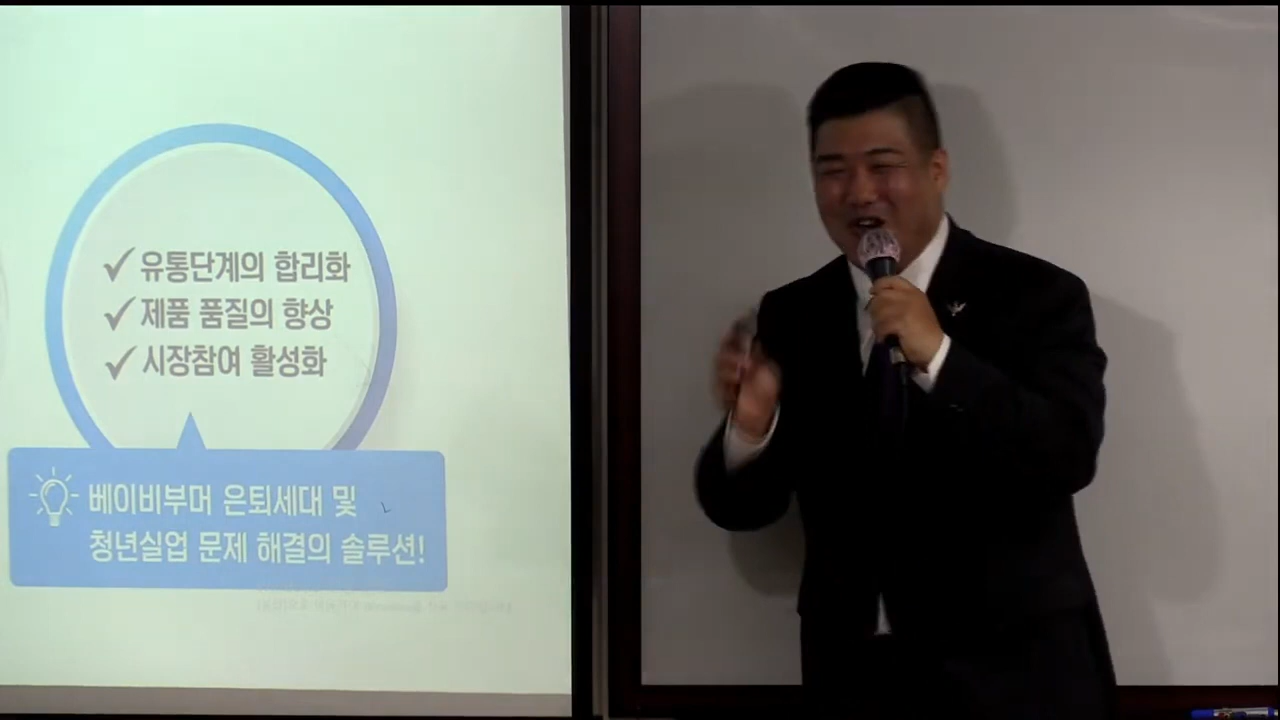 유통단계의 합리화
제품 품질의 향상
시장참여 활성화
베이비부머 은퇴세대 및
청년실업 문제 해결의 솔루션!